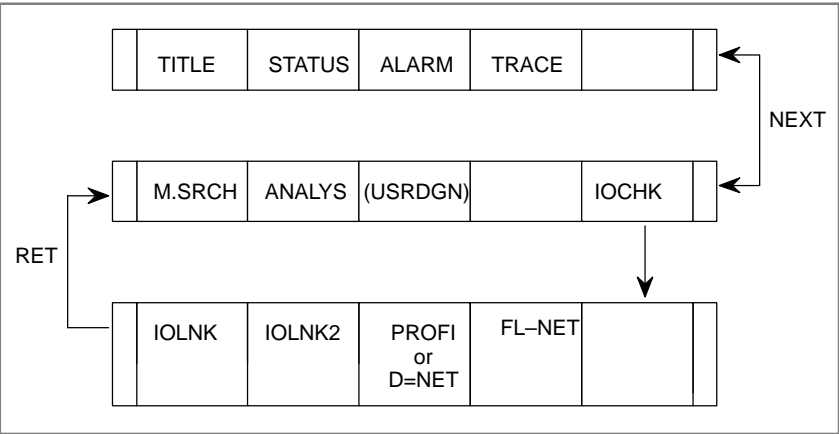 TITLE STATUS ALARM TRACE
NEXT
M.SRCH ANALYS (USRDGN) IOCHK
RET
IOLNK IOLNK2 PROFI FL–NET
or
D=NET